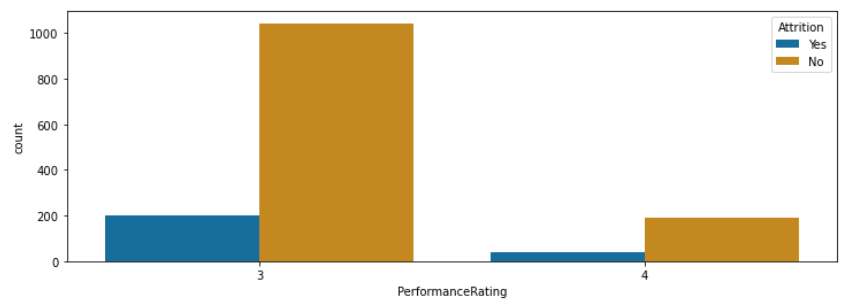 1000
800
600
400
200
0
count
3
4
PerformanceRating
Attrition
Yes
No